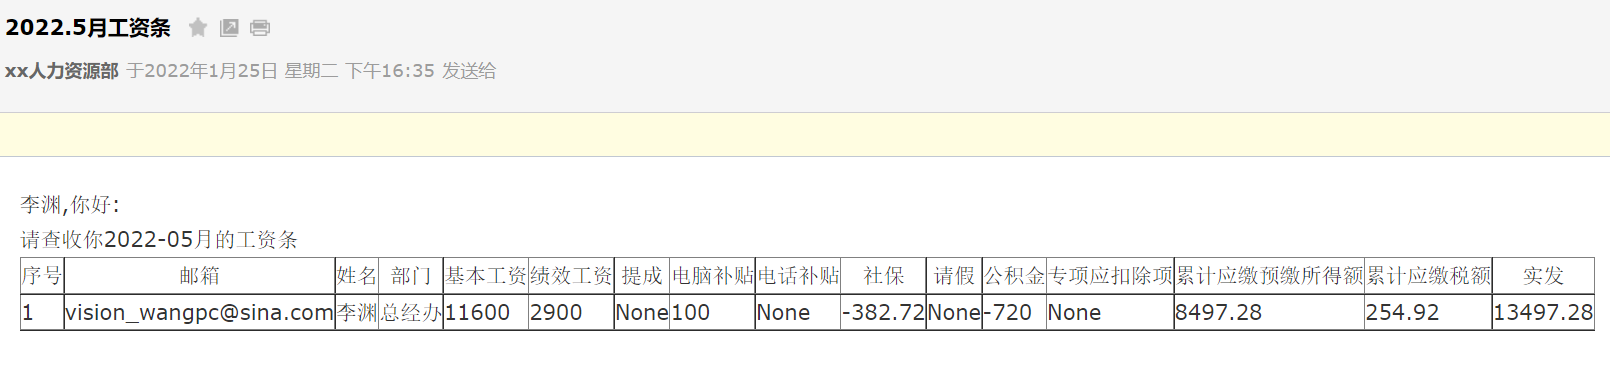 2022.5月工资条
xx人力资源部 于2022年1月25日 星期二 下午16:35 发送给
李渊,你好:
请查收你2022-05月的工资条
序号 邮箱 姓名 部门 基本工资 绩效工资 提成 电脑补贴 电话补贴 社保 请假 公积金 专项应扣除项 累计应缴预缴所得额 累计应缴税额 实发
1 vision_wangpc@sina.com 李渊 总经办 11600 2900 None 100 None -382.72 None -720 None 8497.28 254.92 13497.28